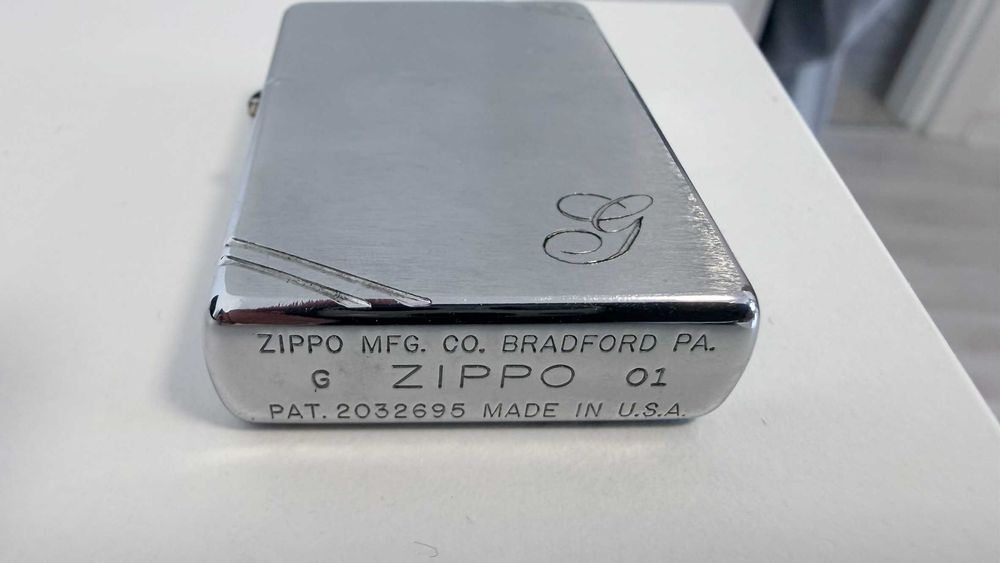 G
ZIPPO MFG. CO. BRADFORD PA.
G ZIPPO 01
PAT. 2032695 MADE IN U.S.A.